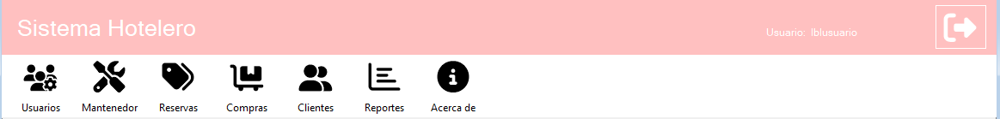 Sistema Hotelero
Usuario: lblusuario
Usuarios Mantenedor Reservas Compras Clientes Reportes Acerca de